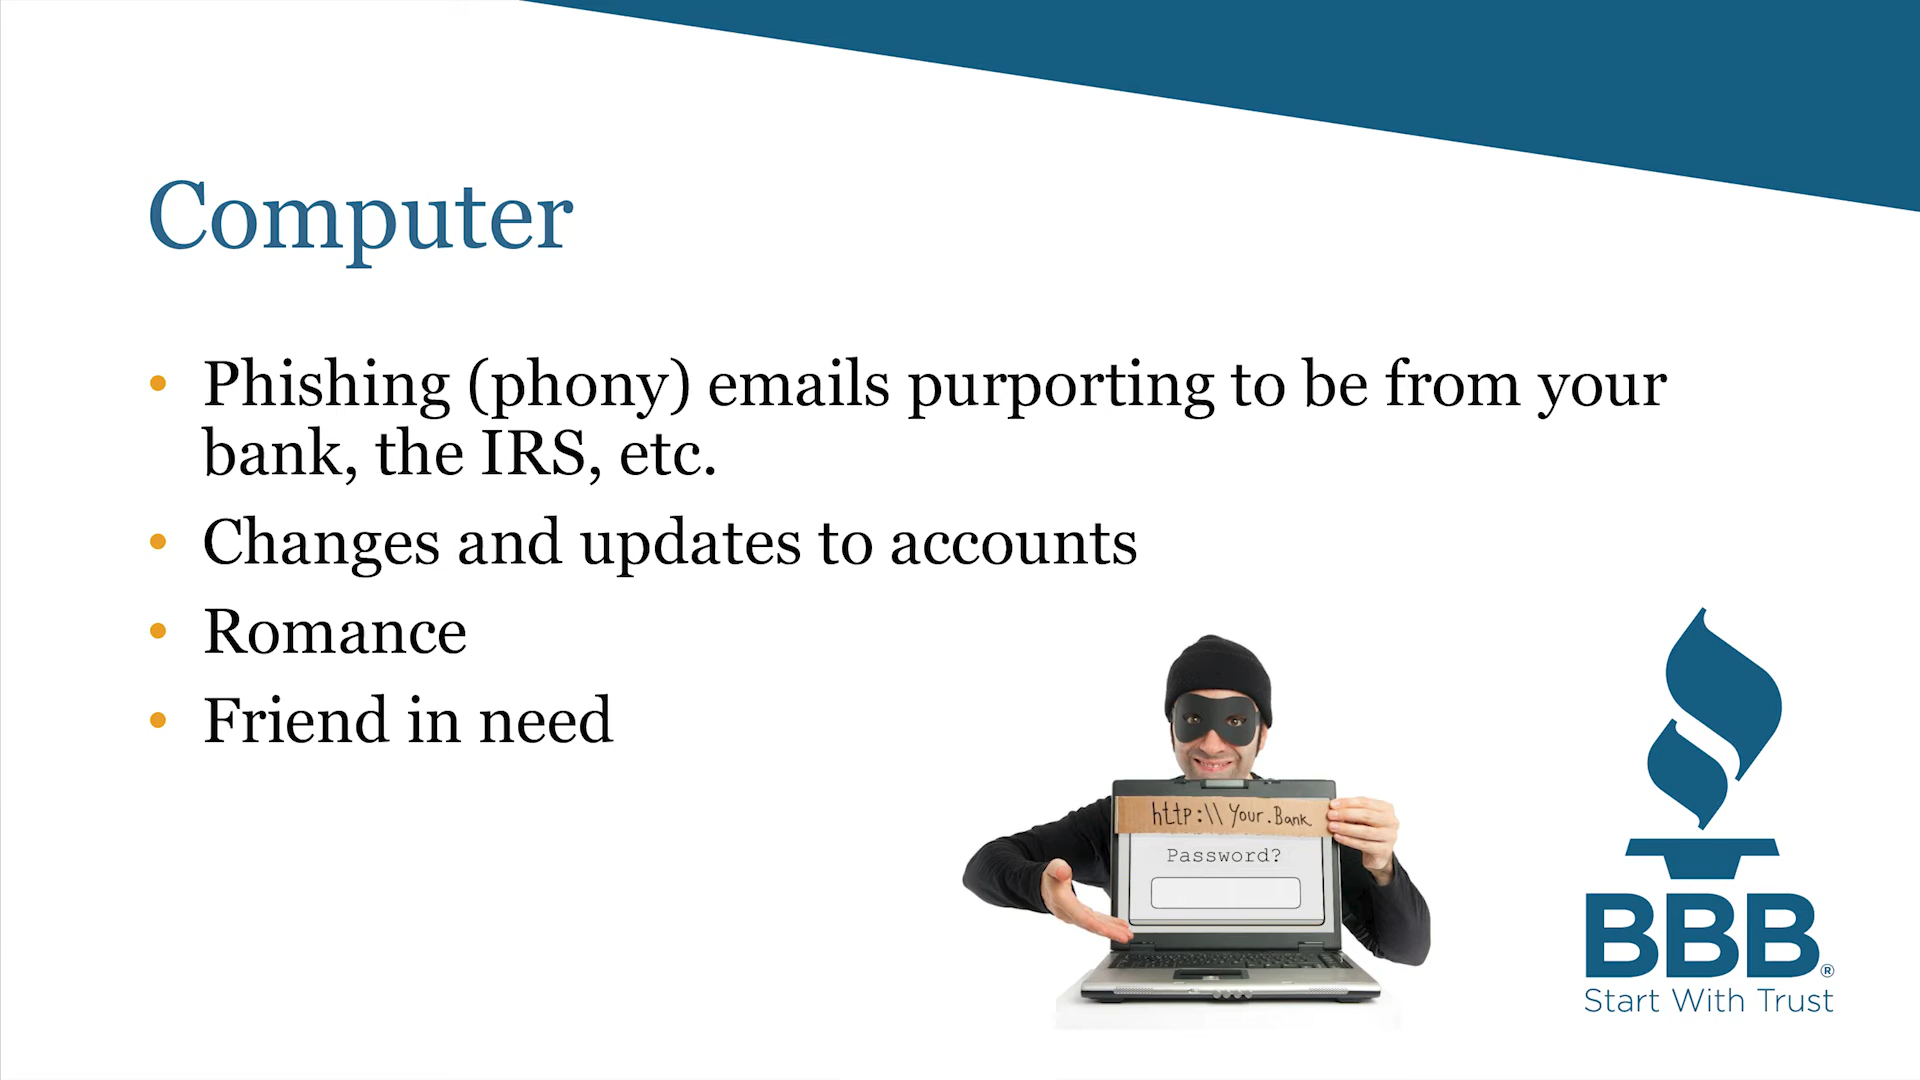 Computer
• Phishing (phony) emails purporting to be from your
bank, the IRS, etc.
• Changes and updates to accounts
• Romance
• Friend in need
http:\\ Your.Bank
Password?
BBB®
Start With Trust